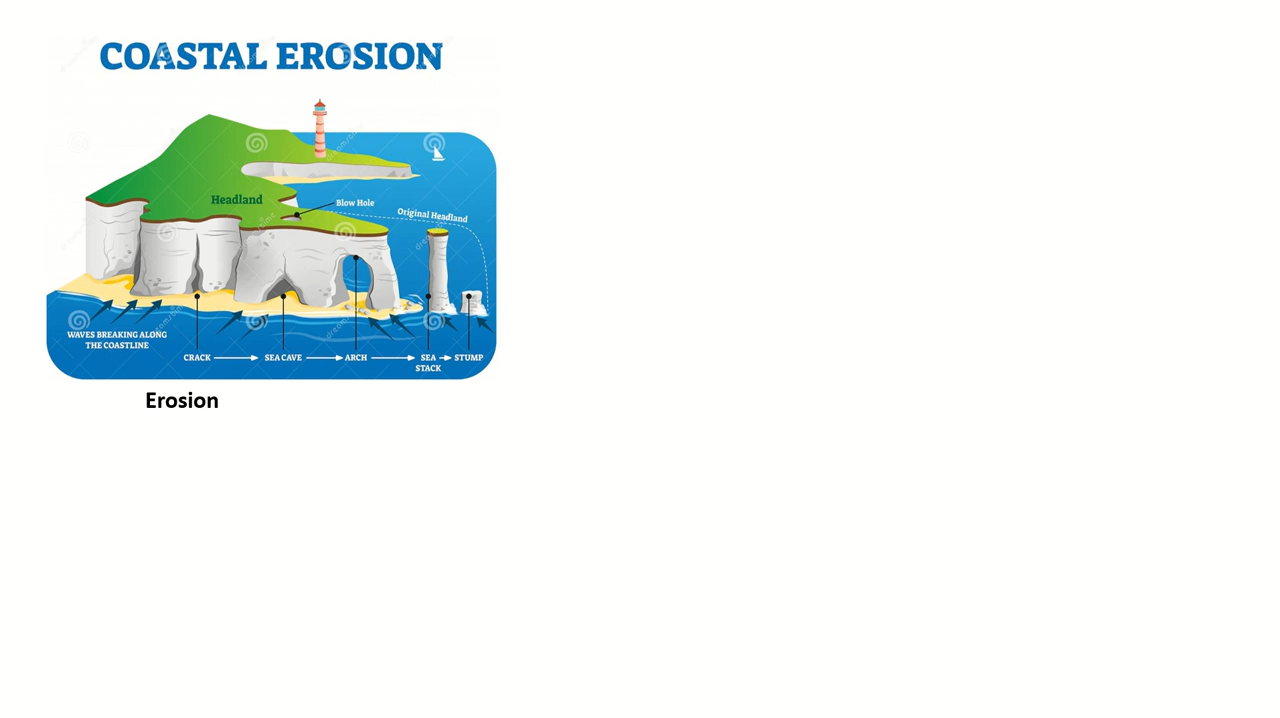 COASTAL EROSION
Headland
Blow Hole
Original Headland
WAVES BREAKING ALONG
THE COASTLINE
CRACK
SEA CAVE
ARCH
SEA
STACK
STUMP
Erosion